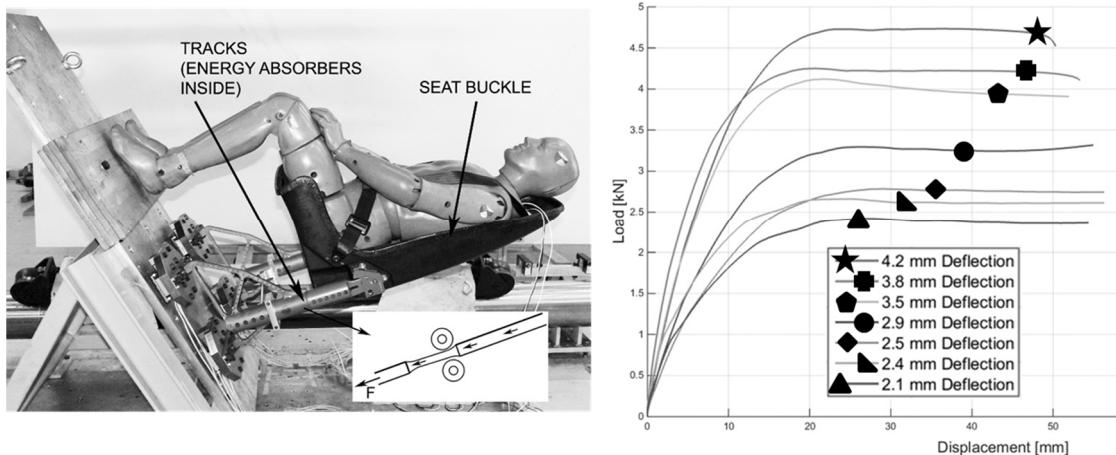 TRACKS
(ENERGY ABSORBERS
INSIDE)
SEAT BUCKLE
F
Load [kN]
5
4.5
4
3.5
3
2.5
2
1.5
1
0.5
0
4.2 mm Deflection
3.8 mm Deflection
3.5 mm Deflection
2.9 mm Deflection
2.5 mm Deflection
2.4 mm Deflection
2.1 mm Deflection
0 10 20 30 40 50
Displacement [mm]